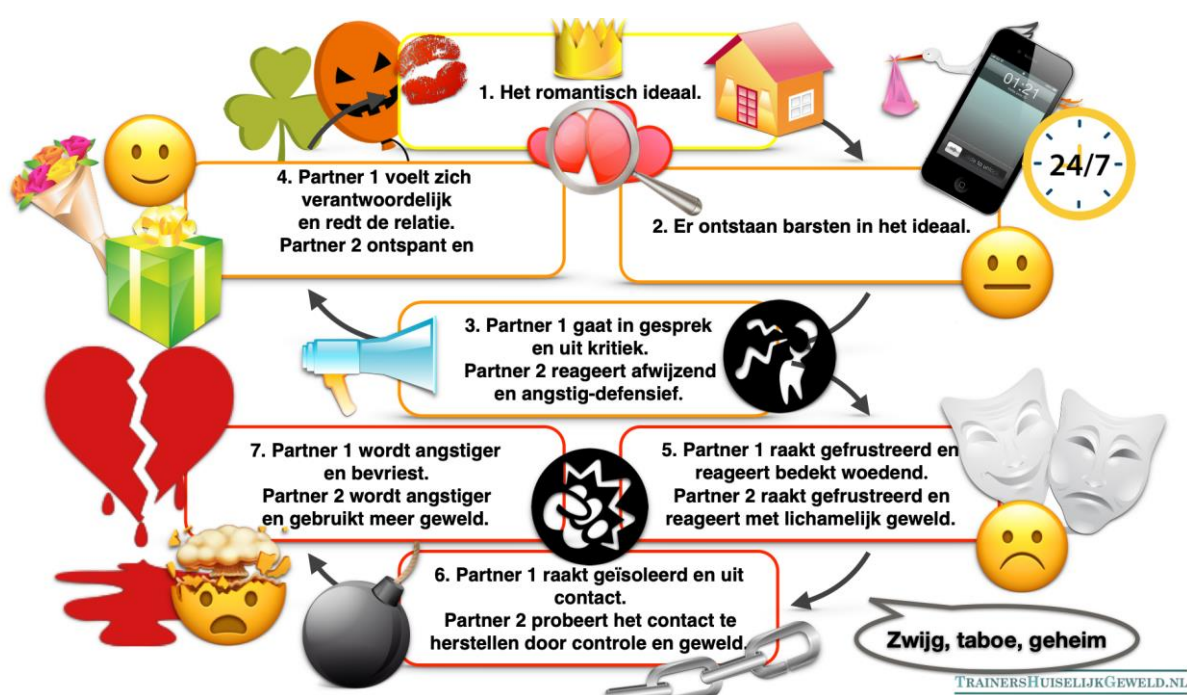 1. Het romantisch ideaal.
01:21
24/7
2. Er ontstaan barsten in het ideaal.
3. Partner 1 gaat in gesprek
en uit kritiek.
Partner 2 reageert afwijzend
en angstig-defensief.
4. Partner 1 voelt zich
verantwoordelijk
en redt de relatie.
Partner 2 ontspant en
5. Partner 1 raakt gefrustreerd en
reageert bedekt woedend.
Partner 2 raakt gefrustreerd en
reageert met lichamelijk geweld.
6. Partner 1 raakt geïsoleerd en uit
contact.
Partner 2 probeert het contact te
herstellen door controle en geweld.
7. Partner 1 wordt angstiger
en bevriest.
Partner 2 wordt angstiger
en gebruikt meer geweld.
Zwijg, taboe, geheim
TRAINERSHUISELIJKGEWELD.NL